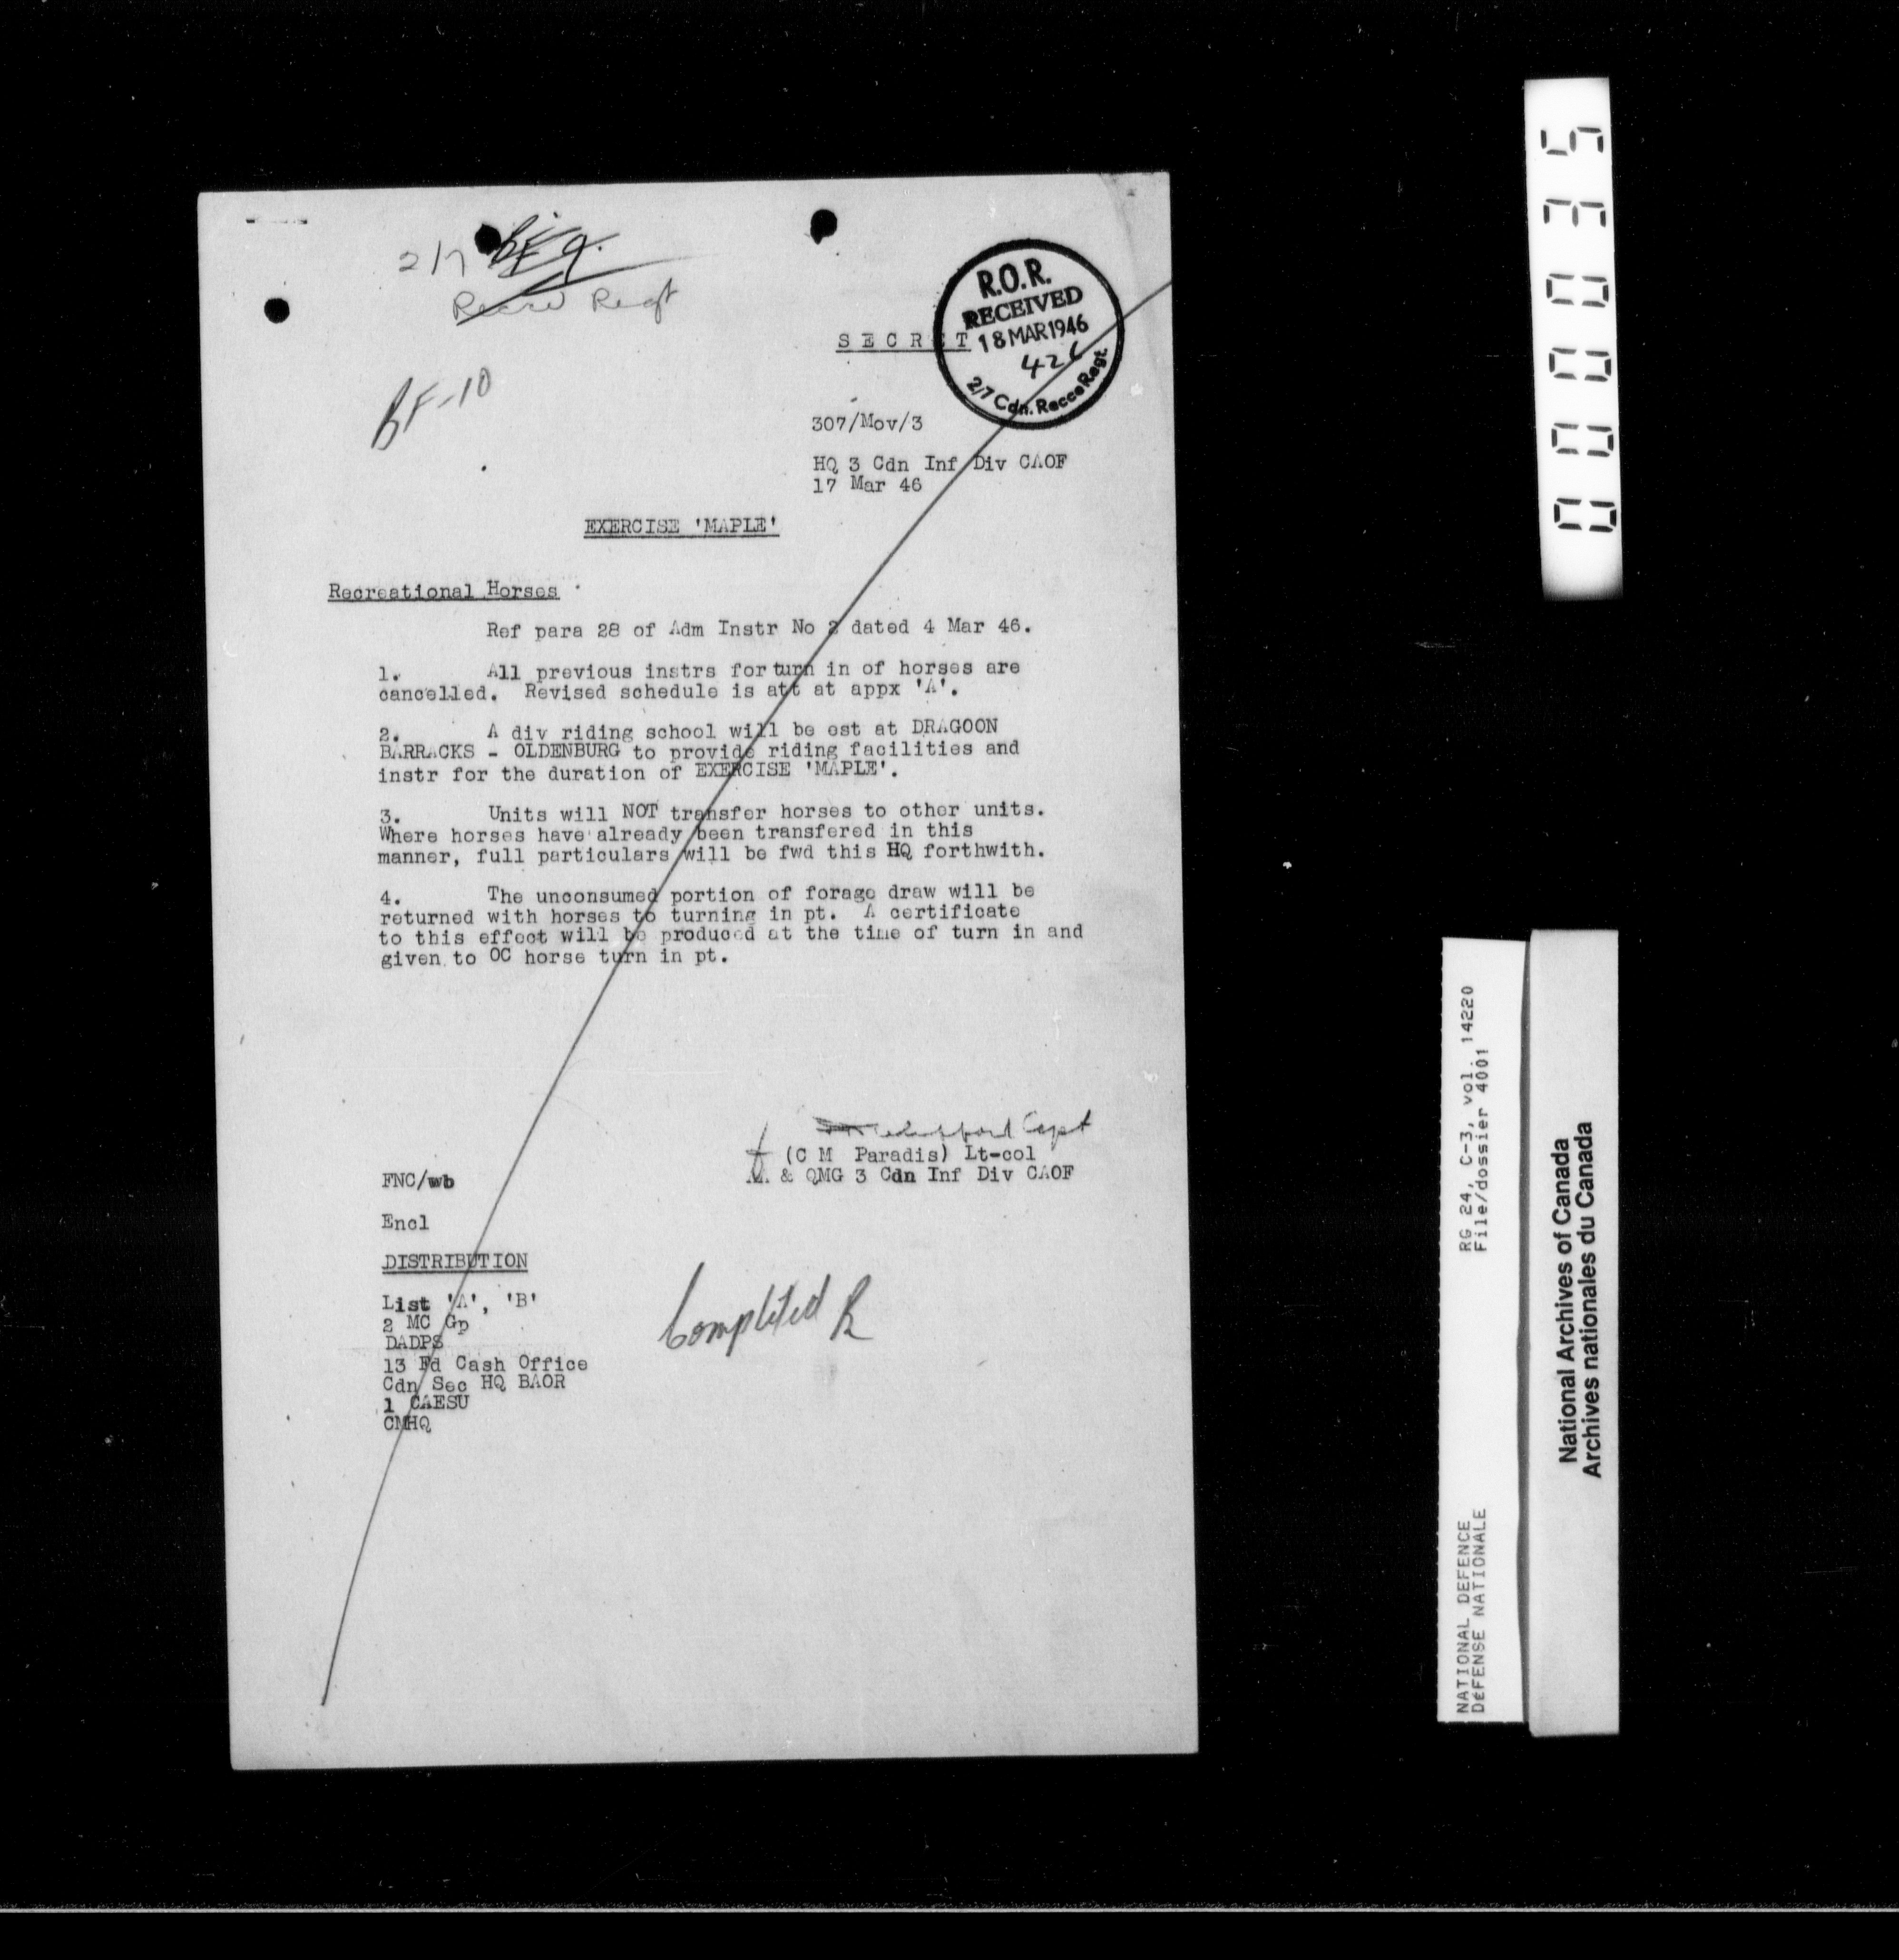 2/7 BF 9.
Recce Regt
R.O.R.
RECEIVED
18 MAR 1946
426
2/7 Cdn. Recce Regt.
SECRET
BF-10
307/Mov/3
HQ 3 Cdn Inf Div CAOF
17 Mar 46
EXERCISE 'MAPLE'
Recreational Horses
Ref para 28 of Adm Instr No 2 dated 4 Mar 46.
1. All previous instrs for turn in of horses are
cancelled. Revised schedule is att at appx 'A'.
2. A div riding school will be est at DRAGOON
BARRACKS - OLDENBURG to provide riding facilities and
instr for the duration of EXERCISE 'MAPLE'.
3. Units will NOT transfer horses to other units.
Where horses have already been transfered in this
manner, full particulars will be fwd this HQ forthwith.
4. The unconsumed portion of forage draw will be
returned with horses to turning in pt. A certificate
to this effect will be produced at the time of turn in and
given to OC horse turn in pt.
Capt
(C M Paradis) Lt-col
AA & QMG 3 Cdn Inf Div CAOF
FNC/wb
Encl
DISTRIBUTION
List 'A', 'B'
2 MC Gp
DADPS
13 Fd Cash Office
Cdn Sec HQ BAOR
1 CAESU
CMHQ
Completed R
000035
RG 24, C-3, vol. 14220
File/dossier 4001
NATIONAL DEFENCE
DÉFENSE NATIONALE
National Archives of Canada
Archives nationales du Canada